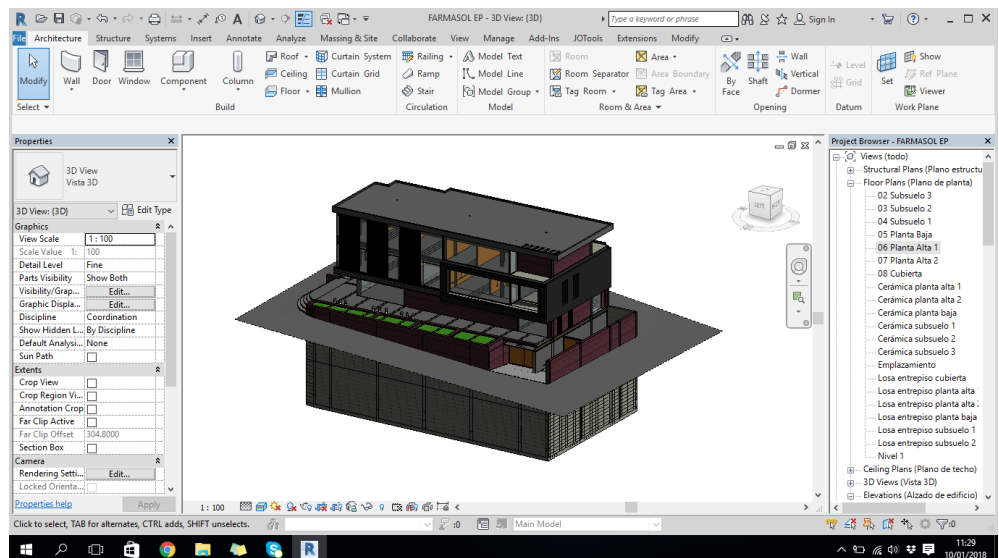 FARMASOL EP - 3D View: {3D}
Type a keyword or phrase
Sign In
File Architecture Structure Systems Insert Annotate Analyze Massing & Site Collaborate View Manage Add-Ins JOTools Extensions Modify
Modify
Wall
Door
Window
Component
Column
Roof
Ceiling
Floor
Curtain System
Curtain Grid
Mullion
Railing
Ramp
Stair
Model Text
Model Line
Model Group
Room
Room Separator
Tag Room
Area
Area Boundary
Tag Area
By Face
Shaft
Wall
Vertical
Dormer
Level
Grid
Set
Show
Ref Plane
Viewer
Select
Build
Circulation
Model
Room & Area
Opening
Datum
Work Plane
Properties
3D View
Vista 3D
3D View: {3D}
Edit Type
Graphics
View Scale 1 : 100
Scale Value 1: 100
Detail Level Fine
Parts Visibility Show Both
Visibility/Grap... Edit...
Graphic Displa... Edit...
Discipline Coordination
Show Hidden L... By Discipline
Default Analysi... None
Sun Path
Extents
Crop View
Crop Region Vi...
Annotation Crop
Far Clip Active
Far Clip Offset 304.8000
Section Box
Camera
Rendering Setti... Edit...
Locked Orienta...
Properties help
Apply
Project Browser - FARMASOL EP
Views (todo)
Structural Plans (Plano estructu
Floor Plans (Plano de planta)
02 Subsuelo 3
03 Subsuelo 2
04 Subsuelo 1
05 Planta Baja
06 Planta Alta 1
07 Planta Alta 2
08 Cubierta
Cerámica planta alta 1
Cerámica planta alta 2
Cerámica planta baja
Cerámica subsuelo 1
Cerámica subsuelo 2
Cerámica subsuelo 3
Emplazamiento
Losa entrepiso cubierta
Losa entrepiso planta alta
Losa entrepiso planta alta
Losa entrepiso planta baja
Losa entrepiso subsuelo 1
Losa entrepiso subsuelo 2
Nivel 1
Ceiling Plans (Plano de techo)
3D Views (Vista 3D)
Elevations (Alzado de edificio)
1 : 100
Click to select, TAB for alternates, CTRL adds, SHIFT unselects.
:0
Main Model
:0
11:29
10/01/2018